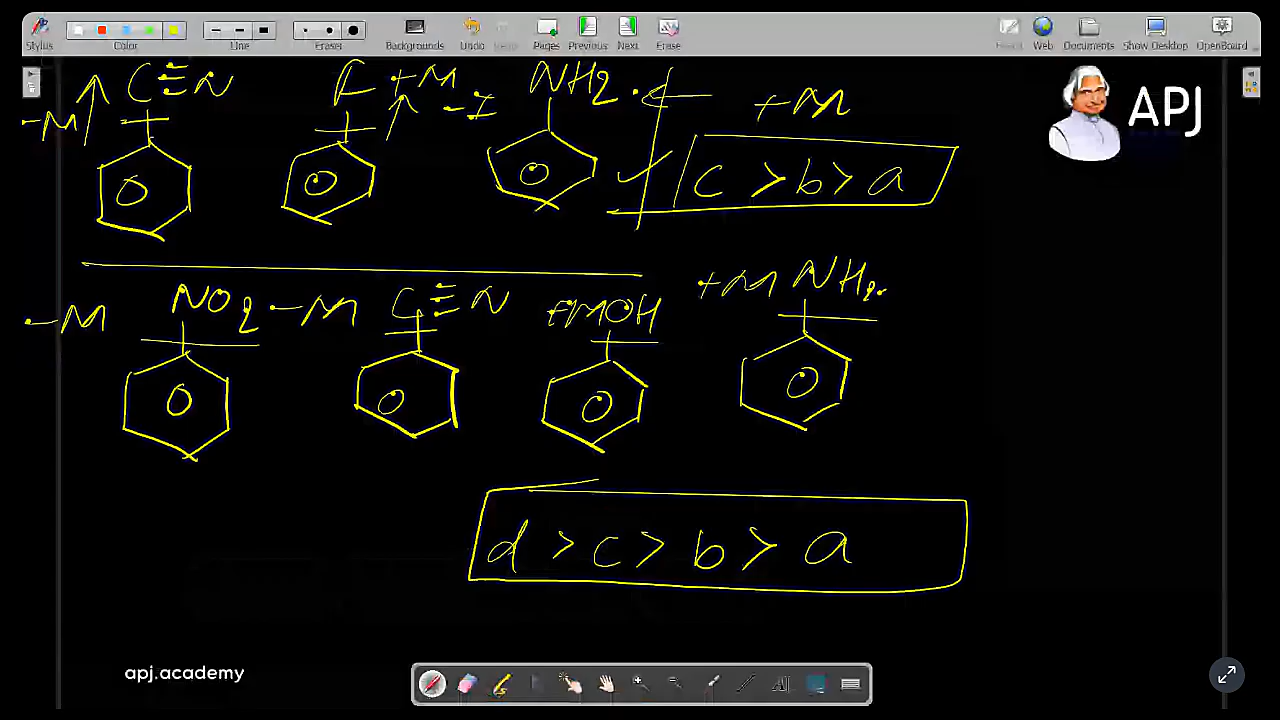 Stylus Color Line Eraser Backgrounds Undo Pages Previous Next Erase Web Documents Show Desktop OpenBoard
APJ
-M C≡N F +M -I NH2 +M
c > b > a
-M NO2 -M C≡N +M OH +M NH2
d > c > b > a
apj.academy